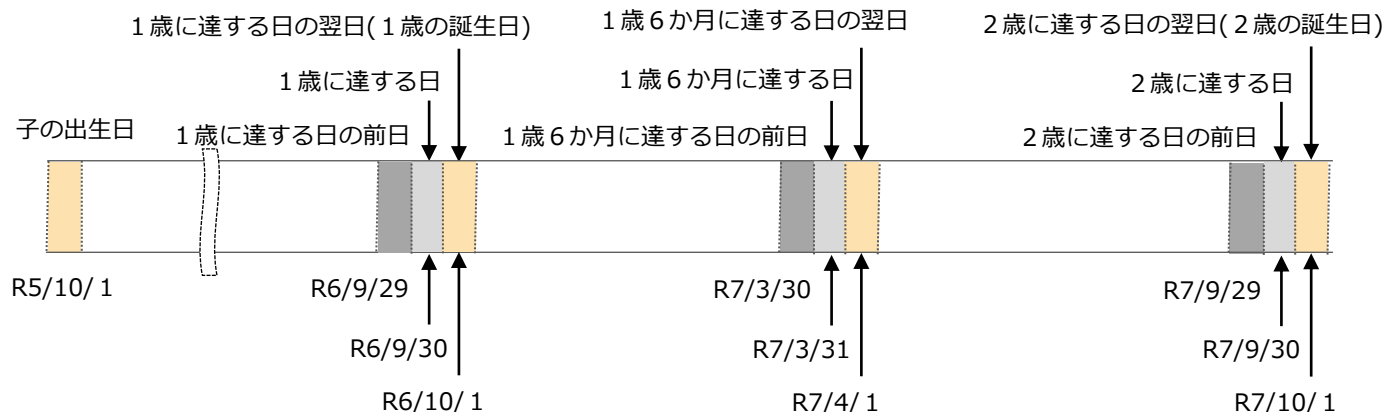 １歳に達する日の翌日(１歳の誕生日)
１歳６か月に達する日の翌日
２歳に達する日の翌日(２歳の誕生日)
１歳に達する日
１歳６か月に達する日
２歳に達する日
子の出生日
１歳に達する日の前日
１歳６か月に達する日の前日
２歳に達する日の前日
R5/10/１
R6/9/29
R7/3/30
R7/9/29
R6/9/30
R7/3/31
R7/9/30
R6/10/１
R7/4/１
R7/10/１